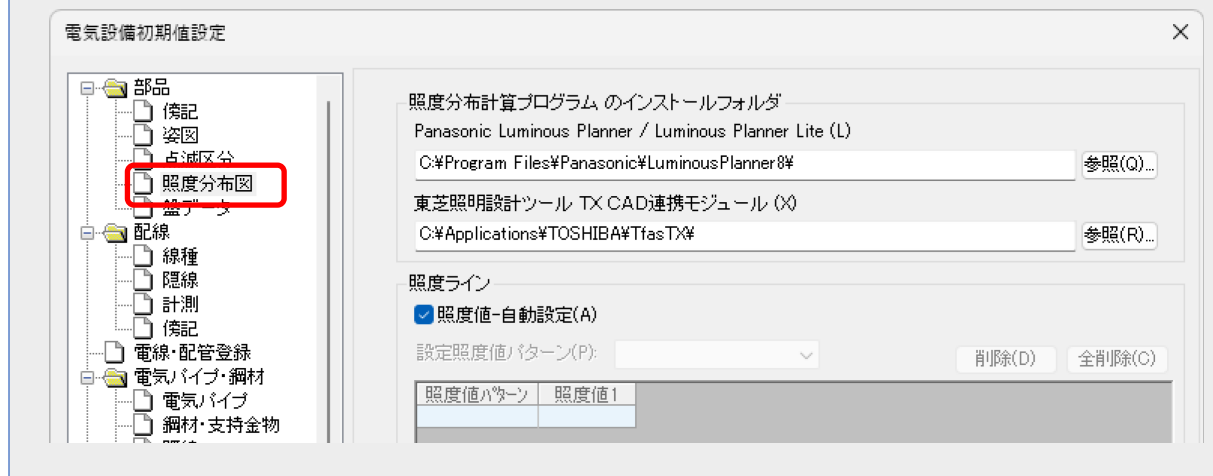 電気設備初期値設定
部品
傍記
姿図
点滅区分
照度分布図
盤データ
配線
線種
隠線
計測
傍記
電線・配管登録
電気パイプ・鋼材
電気パイプ
鋼材・支持金物
照度分布計算プログラム のインストールフォルダ
Panasonic Luminous Planner / Luminous Planner Lite (L)
C:¥Program Files¥Panasonic¥LuminousPlanner8¥
参照(Q)...
東芝照明設計ツール TX CAD連携モジュール (X)
C:¥Applications¥TOSHIBA¥TfasTX¥
参照(R)...
照度ライン
照度値-自動設定(A)
設定照度値パターン(P):
削除(D) 全削除(C)
照度値パターン 照度値1